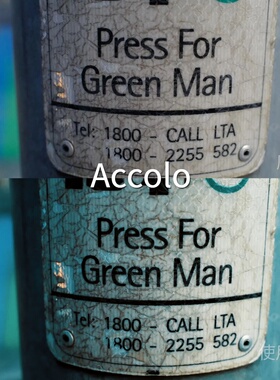 Press For
Green Man
Tel: 1800 - CALL LTA
1800 - 2255 582
Accolo
Press For
Green Man
Tel: 1800 - CALL LTA
1800 - 2255 582